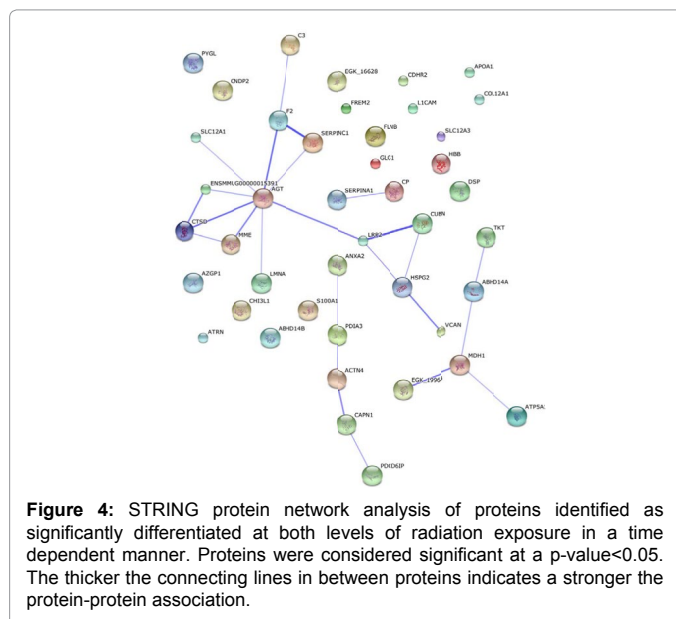 C3
PYGL
CNDP2
EGK_16628
CDHR2
APOA1
FREM2
L1CAM
COL12A1
F2
SLC12A1
SERPINC1
FLNB
SLC12A3
GLC1
HBB
ENSMMLG00000015391
AGT
SERPINA1
CP
DSP
CTSD
MME
LRP2
CUBN
TKT
AZGP1
LMNA
ANXA2
HSPG2
ABHD14A
CHI3L1
S100A1
ATRN
ABHD14B
PDIA3
VCAN
MDH1
ACTN4
EGK_1996
ATP5A
CAPN1
PDCD6IP
Figure 4: STRING protein network analysis of proteins identified as
significantly differentiated at both levels of radiation exposure in a time
dependent manner. Proteins were considered significant at a p-value<0.05.
The thicker the connecting lines in between proteins indicates a stronger the
protein-protein association.